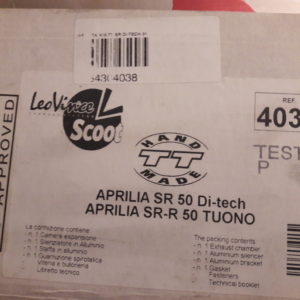 54304038
LeoVince
Scoot
HAND
TT
MADE
APPROVED
REF.
403
TEST
P
APRILIA SR 50 Di-tech
APRILIA SR-R 50 TUONO
La confezione contiene:
- n. 1 Camera espansione
- n. 1 Silenziatore in Alluminio
- n. 1 Staffa in alluminio
- n. 1 Guarnizione spirotallica
Viteria e bulloneria
Libretto tecnico
The packing contents
- n. 1 Exhaust chamber
- n. 1 Aluminum silencer
- n. 1 Aluminum bracket
- n. 1 Gasket
Fasteners
Technical booklet